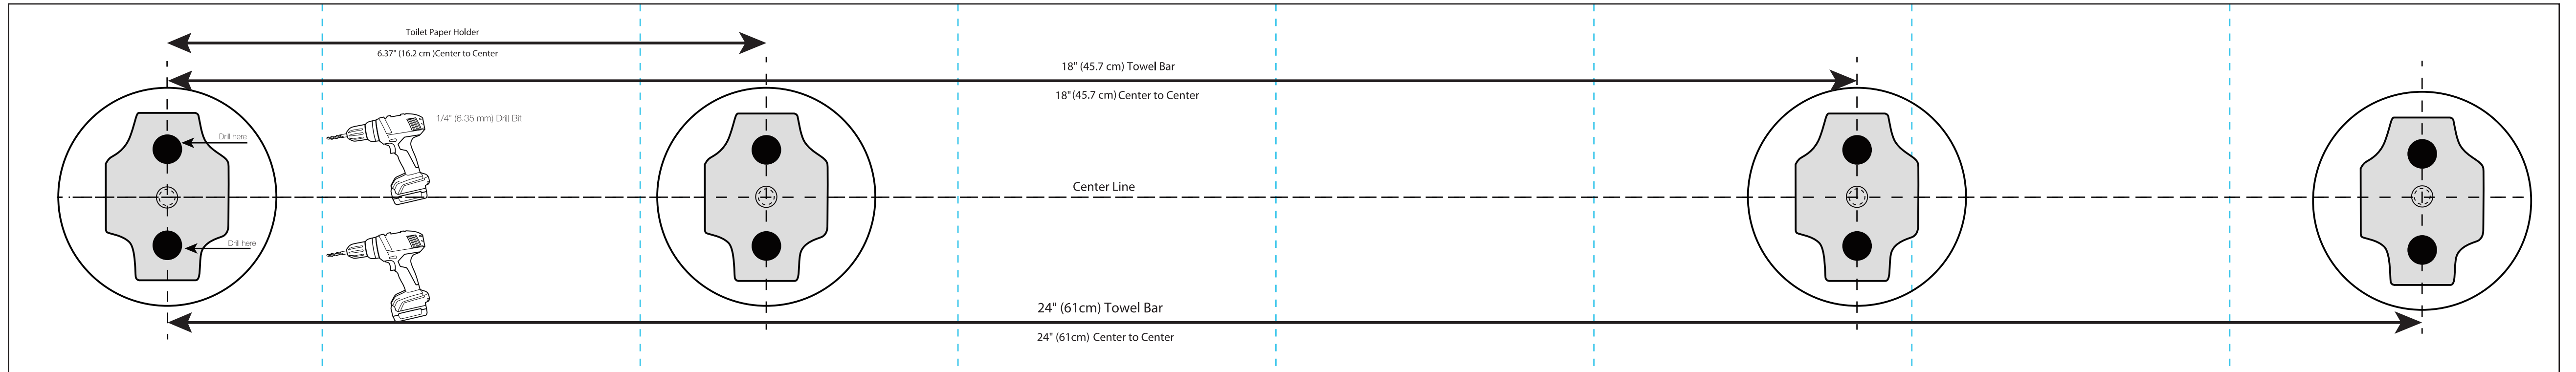 Toilet Paper Holder
6.37" (16.2 cm )Center to Center
18" (45.7 cm) Towel Bar
18" (45.7 cm) Center to Center
1/4" (6.35 mm) Drill Bit
Drill here
Center Line
Drill here
24" (61cm) Towel Bar
24" (61cm) Center to Center